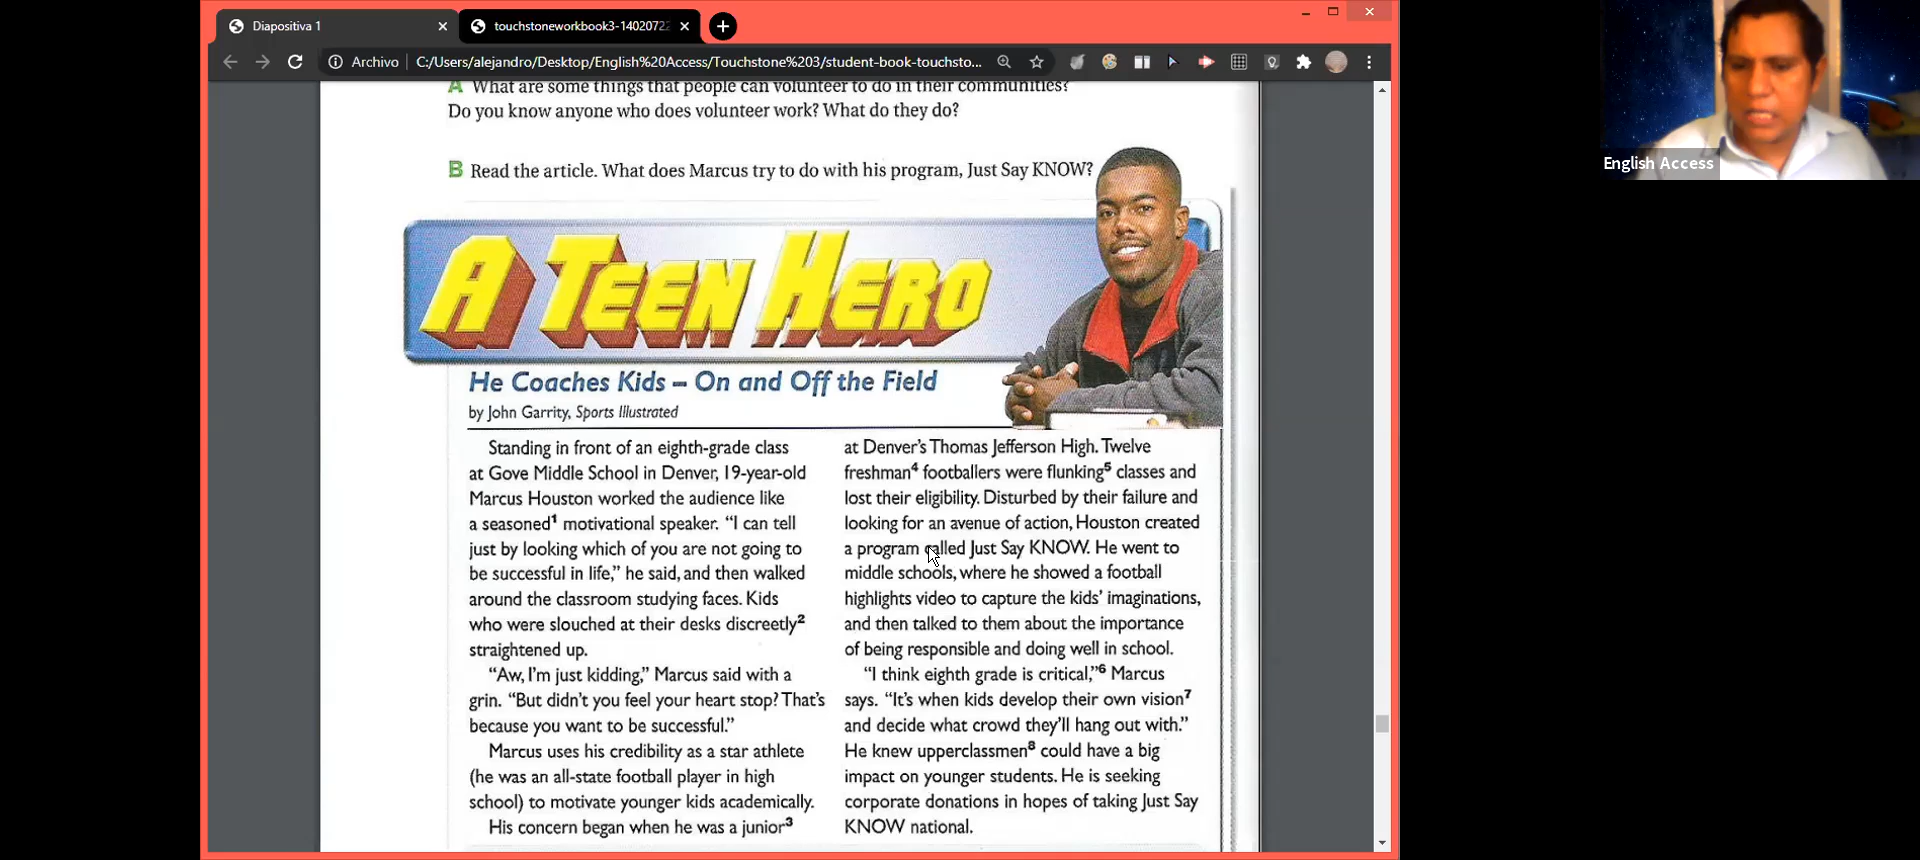 Diapositiva 1
touchstoneworkbook3-1402072
Archivo
C:/Users/alejandro/Desktop/English%20Access/Touchstone%203/student-book-touchsto...
English Access
A What are some things that people can volunteer to do in their communities?
Do you know anyone who does volunteer work? What do they do?
B Read the article. What does Marcus try to do with his program, Just Say KNOW?
A TEEN HERO
He Coaches Kids – On and Off the Field
by John Garrity, Sports Illustrated
Standing in front of an eighth-grade class
at Gove Middle School in Denver, 19-year-old
Marcus Houston worked the audience like
a seasoned¹ motivational speaker. “I can tell
just by looking which of you are not going to
be successful in life,” he said, and then walked
around the classroom studying faces. Kids
who were slouched at their desks discreetly²
straightened up.
“Aw, I’m just kidding,” Marcus said with a
grin. “But didn’t you feel your heart stop? That’s
because you want to be successful.”
Marcus uses his credibility as a star athlete
(he was an all-state football player in high
school) to motivate younger kids academically.
His concern began when he was a junior³
at Denver’s Thomas Jefferson High. Twelve
freshman⁴ footballers were flunking⁵ classes and
lost their eligibility. Disturbed by their failure and
looking for an avenue of action, Houston created
a program called Just Say KNOW. He went to
middle schools, where he showed a football
highlights video to capture the kids’ imaginations,
and then talked to them about the importance
of being responsible and doing well in school.
“I think eighth grade is critical,”⁶ Marcus
says. “It’s when kids develop their own vision⁷
and decide what crowd they’ll hang out with.”
He knew upperclassmen⁸ could have a big
impact on younger students. He is seeking
corporate donations in hopes of taking Just Say
KNOW national.